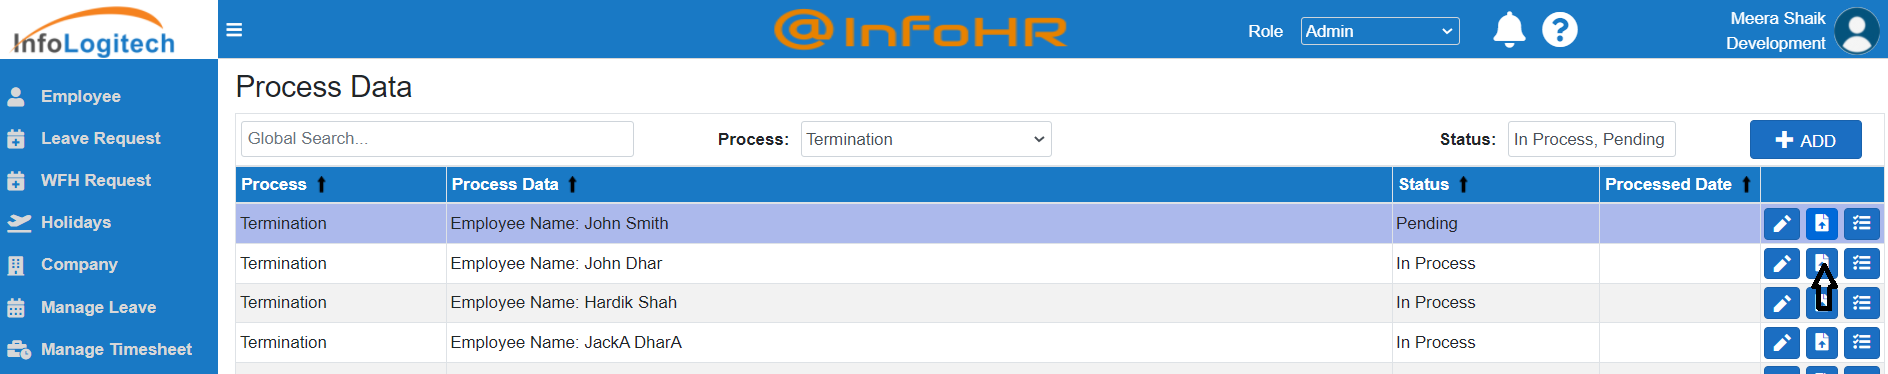 InfoLogitech
@InFoHR
Role
Admin
Meera Shaik
Development
Employee
Leave Request
WFH Request
Holidays
Company
Manage Leave
Manage Timesheet
Process Data
Global Search...
Process: Termination
Status: In Process, Pending
ADD
Process Process Data Status Processed Date
Termination Employee Name: John Smith Pending
Termination Employee Name: John Dhar In Process
Termination Employee Name: Hardik Shah In Process
Termination Employee Name: JackA DharA In Process